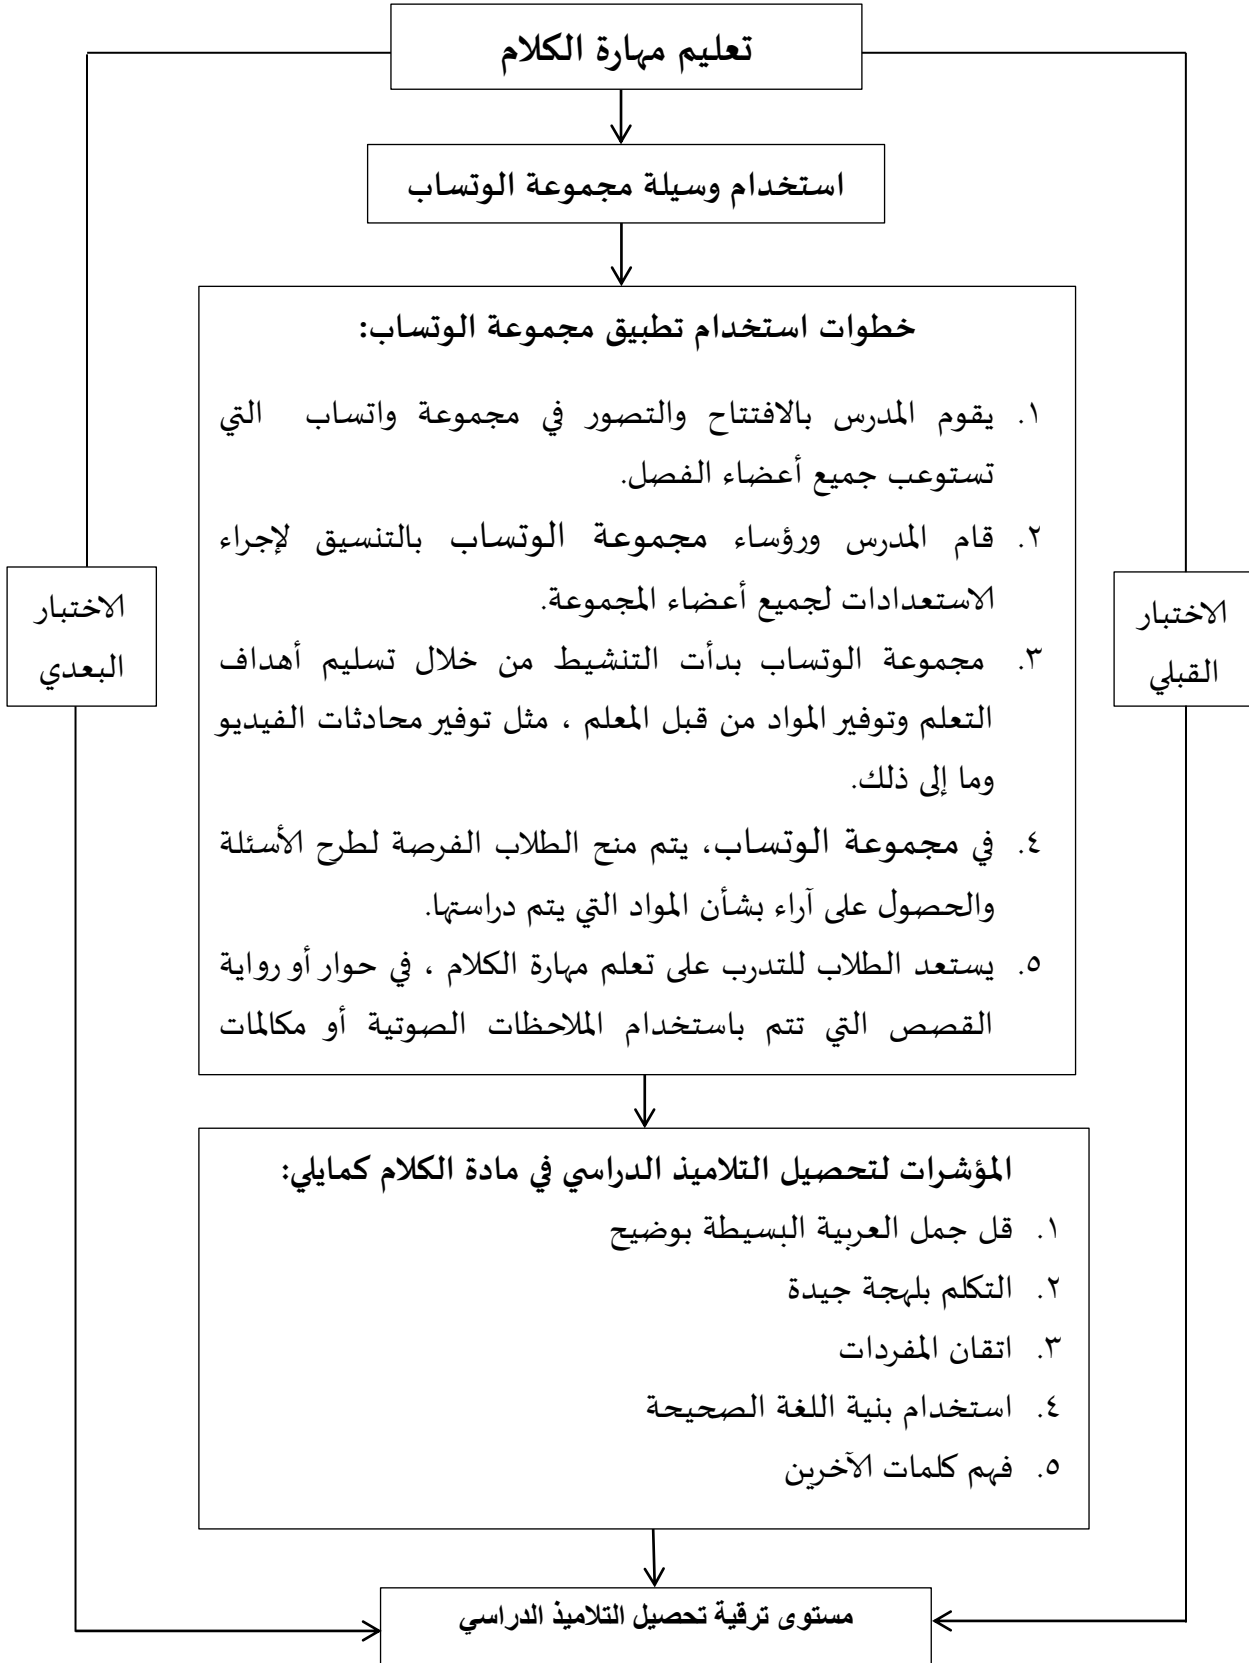 تعليم مهارة الكلام
استخدام وسيلة مجموعة الوتساب
خطوات استخدام تطبيق مجموعة الوتساب:
١. يقوم المدرس بالافتتاح والتصور في مجموعة واتساب التي
تستوعب جميع أعضاء الفصل.
٢. قام المدرس ورؤساء مجموعة الوتساب بالتنسيق لإجراء
الاستعدادات لجميع أعضاء المجموعة.
٣. مجموعة الوتساب بدأت التنشيط من خلال تسليم أهداف
التعلم وتوفير المواد من قبل المعلم ، مثل توفير محادثات الفيديو
وما إلى ذلك.
٤. في مجموعة الوتساب، يتم منح الطلاب الفرصة لطرح الأسئلة
والحصول على آراء بشأن المواد التي يتم دراستها.
٥. يستعد الطلاب للتدرب على تعلم مهارة الكلام ، في حوار أو رواية
القصص التي تتم باستخدام الملاحظات الصوتية أو مكالمات
الاختبار
القبلي
الاختبار
البعدي
المؤشرات لتحصيل التلاميذ الدراسي في مادة الكلام كمايلي:
١. قل جمل العربية البسيطة بوضيح
٢. التكلم بلهجة جيدة
٣. اتقان المفردات
٤. استخدام بنية اللغة الصحيحة
٥. فهم كلمات الآخرين
مستوى ترقية تحصيل التلاميذ الدراسي